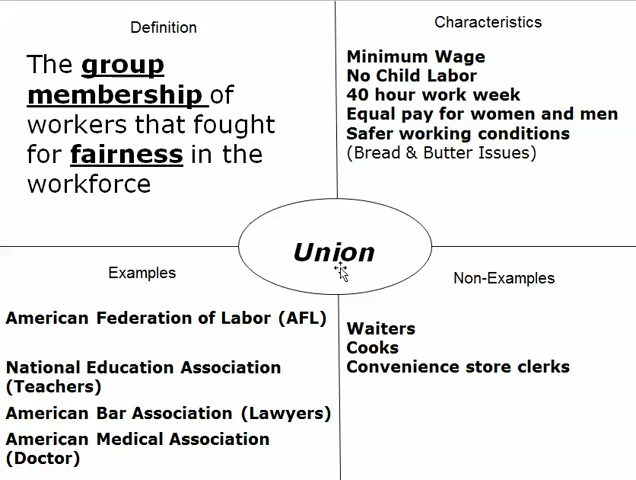 Definition
The group
membership of
workers that fought
for fairness in the
workforce
Characteristics
Minimum Wage
No Child Labor
40 hour work week
Equal pay for women and men
Safer working conditions
(Bread & Butter Issues)
Union
Examples
American Federation of Labor (AFL)
National Education Association
(Teachers)
American Bar Association (Lawyers)
American Medical Association
(Doctor)
Non-Examples
Waiters
Cooks
Convenience store clerks